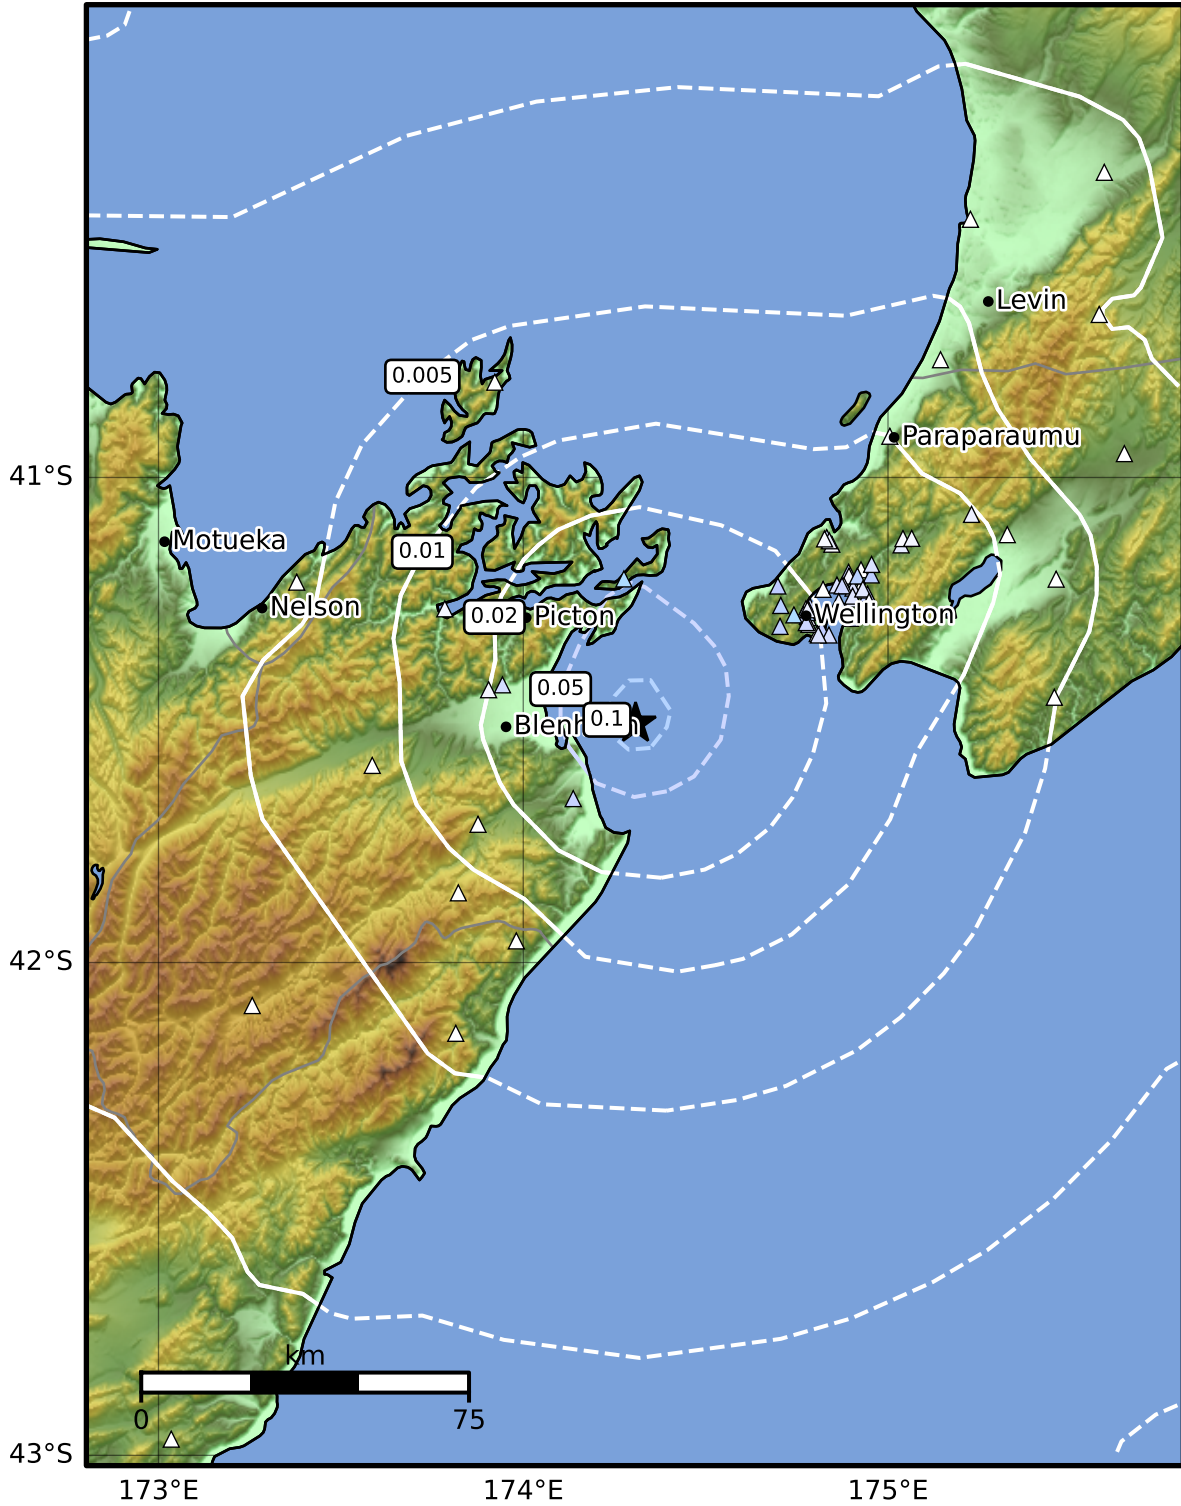 Levin
0.005
Paraparaumu
41°S
Motueka
0.01
Nelson
0.02
Picton
Wellington
0.05
0.1
Blenheim
42°S
km
0
75
43°S
173°E
174°E
175°E